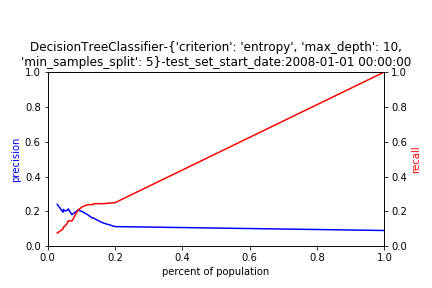 DecisionTreeClassifier-{'criterion': 'entropy', 'max_depth': 10,
'min_samples_split': 5}-test_set_start_date:2008-01-01 00:00:00
1.0 1.0
0.8 0.8
0.6 0.6
0.4 0.4
0.2 0.2
0.0 0.0
precision
recall
0.0 0.2 0.4 0.6 0.8 1.0
percent of population